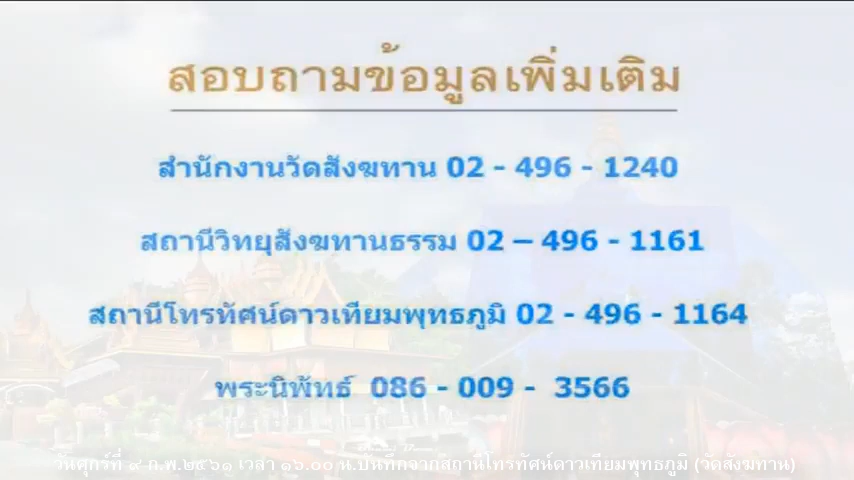 สอบถามข้อมูลเพิ่มเติม
สำนักงานวัดสังฆทาน 02 - 496 - 1240
สถานีวิทยุสังฆทานธรรม 02 – 496 - 1161
สถานีโทรทัศน์ดาวเทียมพุทธภูมิ 02 - 496 - 1164
พระนิพัทธ์ 086 - 009 - 3566
วันศุกร์ที่ ๙ ก.พ.๒๕๖๑ เวลา ๑๖.๐๐ น.บันทึกจากสถานีโทรทัศน์ดาวเทียมพุทธภูมิ (วัดสังฆทาน)